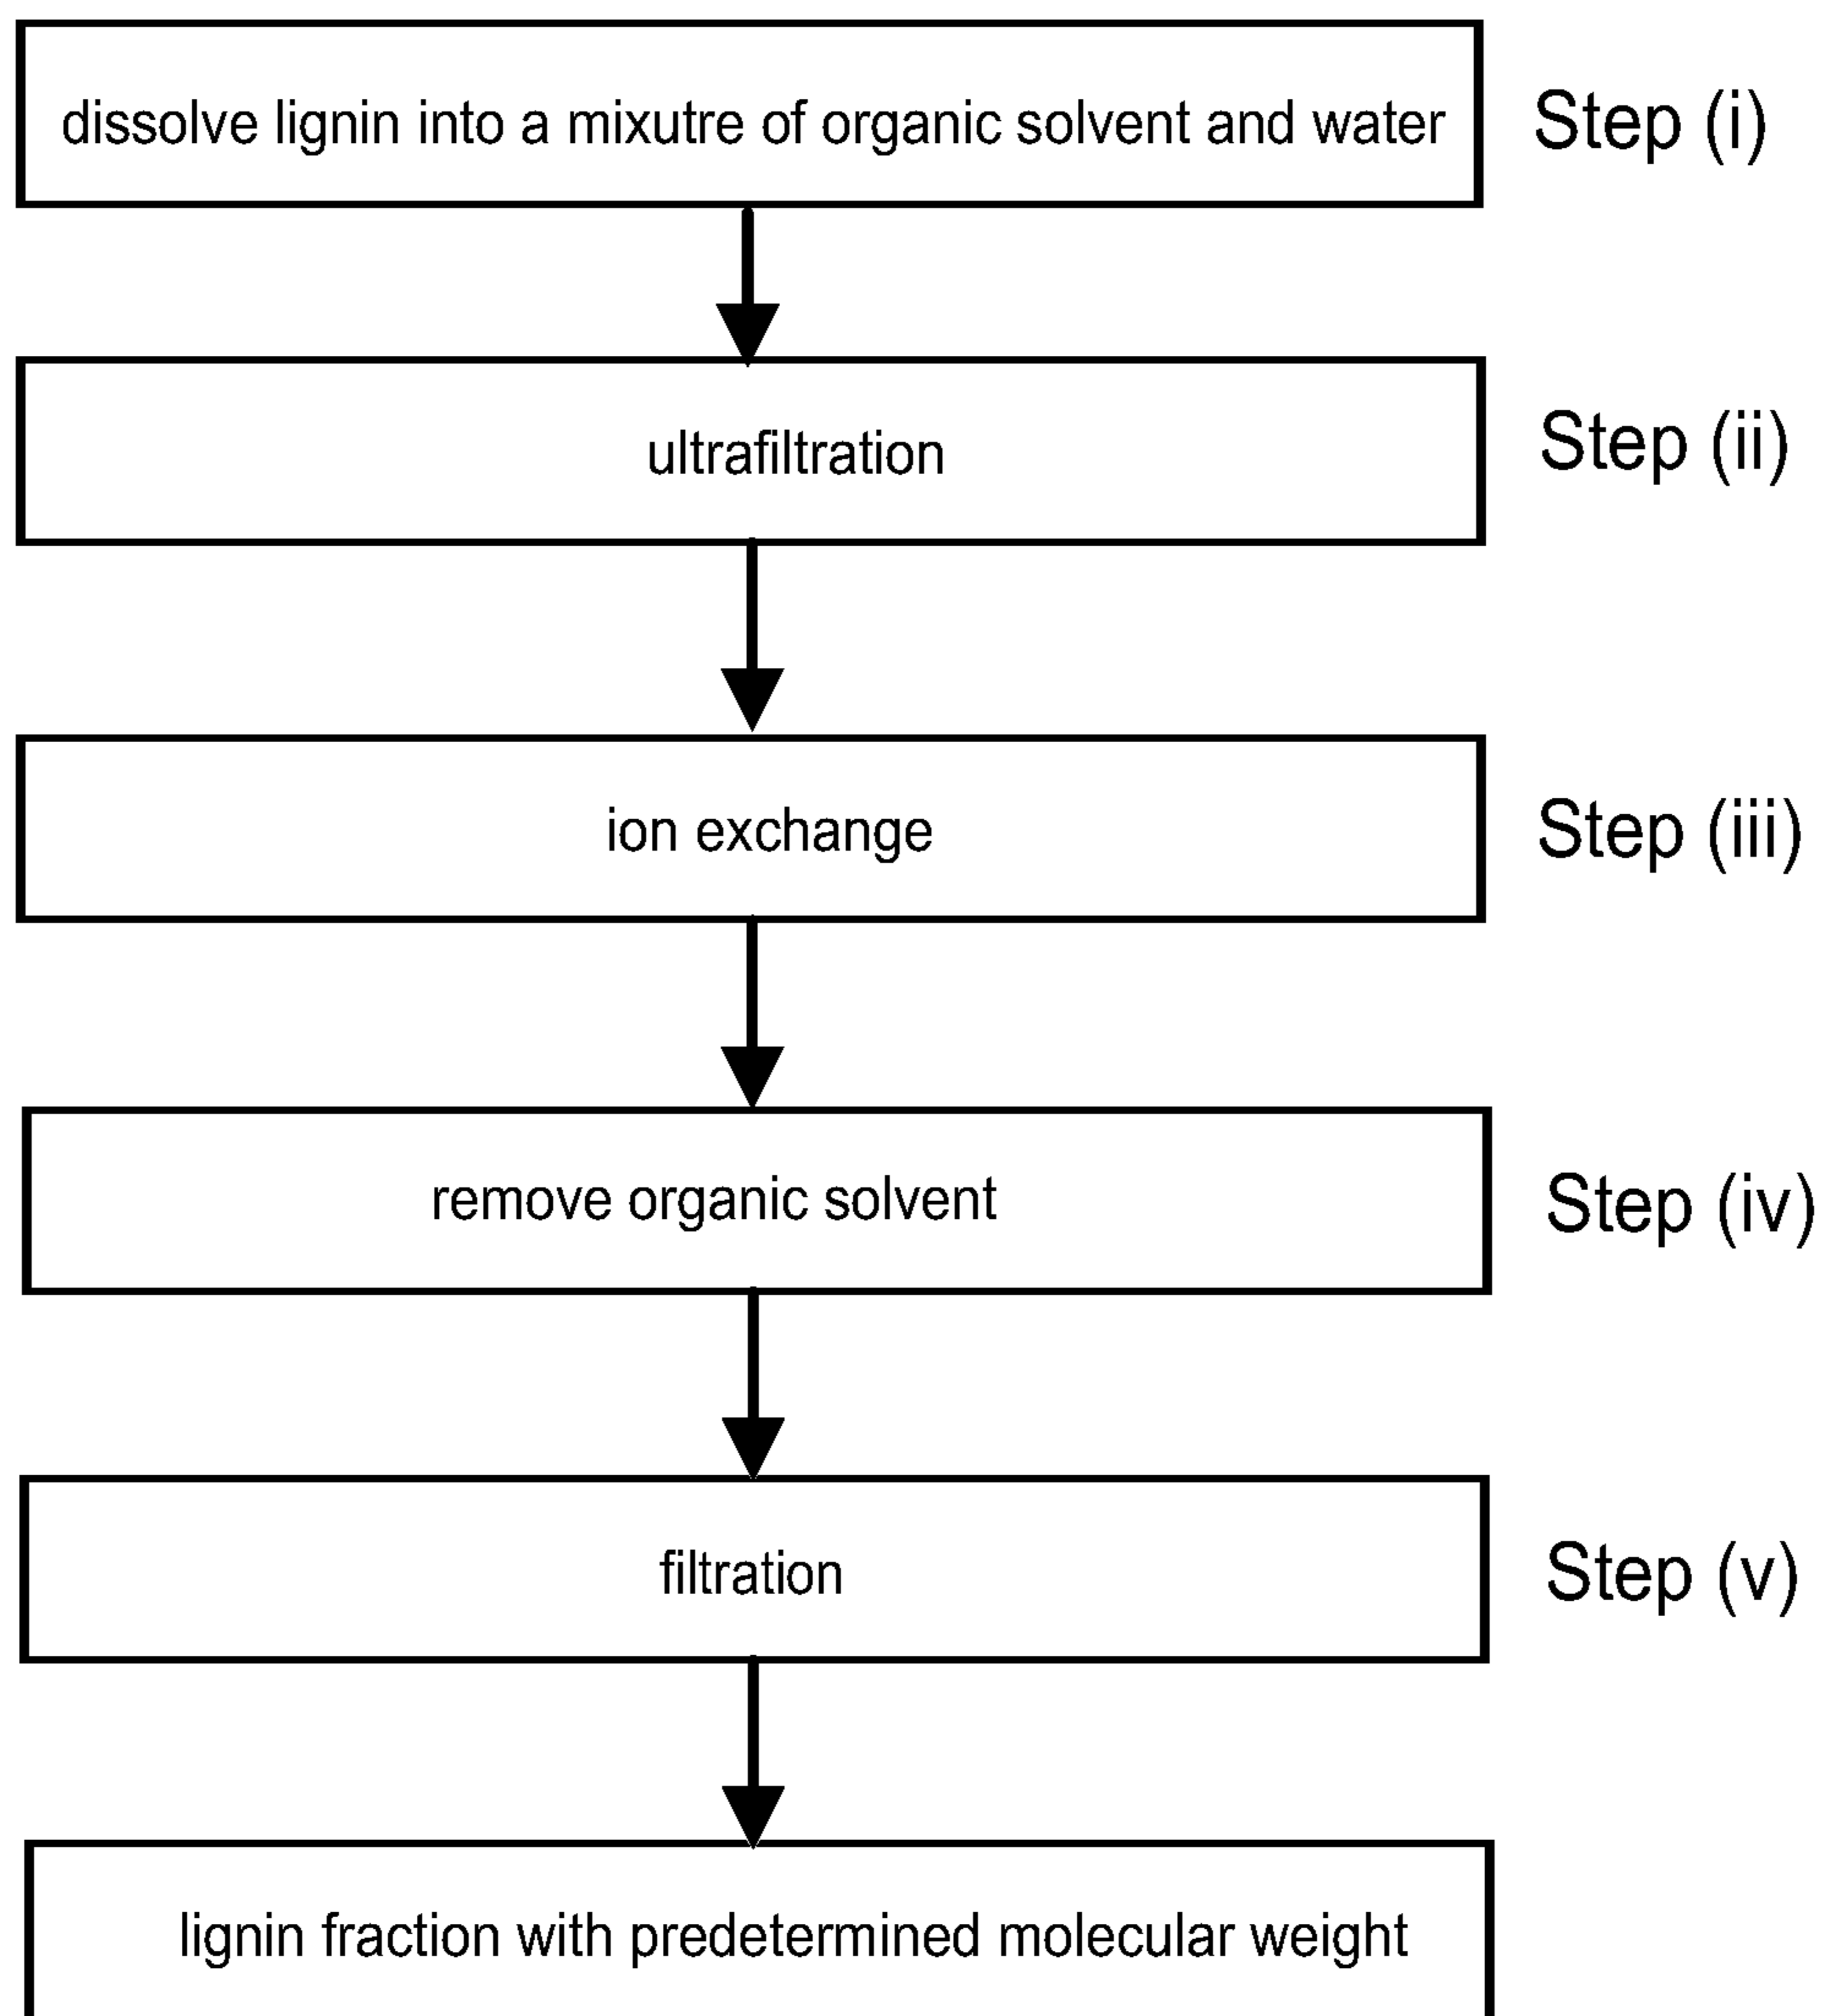 dissolve lignin into a mixutre of organic solvent and water Step (i)
ultrafiltration Step (ii)
ion exchange Step (iii)
remove organic solvent Step (iv)
filtration Step (v)
lignin fraction with predetermined molecular weight